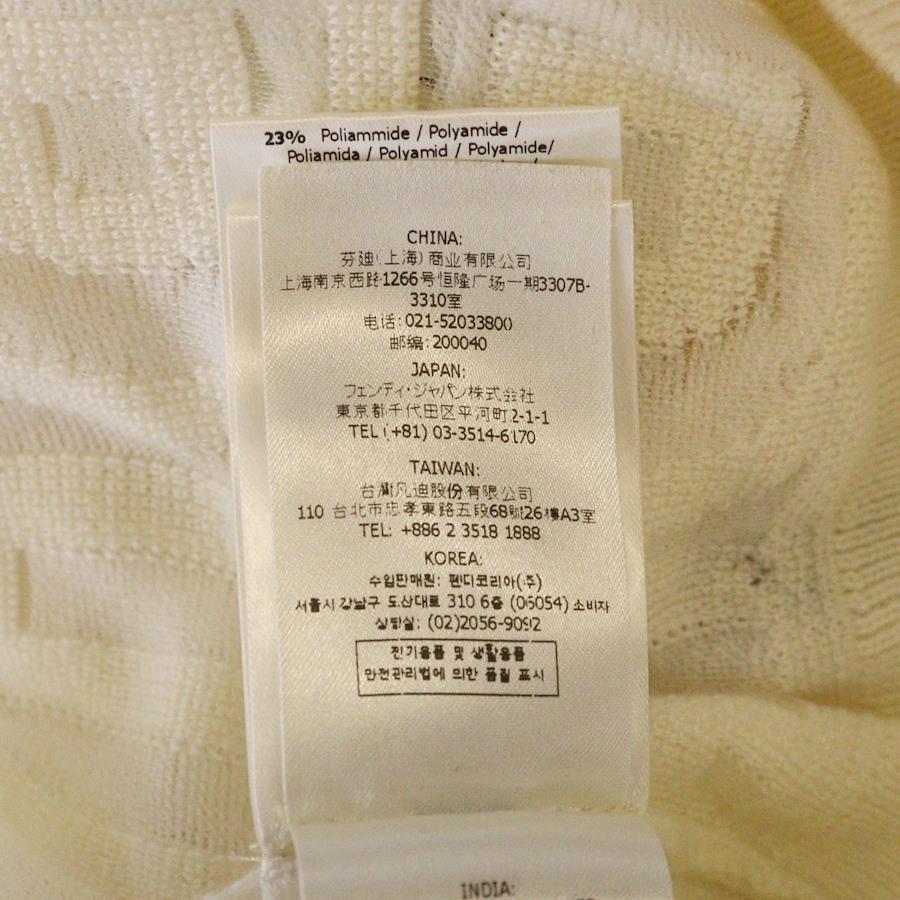 23% Poliammide / Polyamide /
Poliamida / Polyamid / Polyamide/
CHINA:
芬迪(上海)商业有限公司
上海南京西路1266号恒隆广场一期3307B-
3310室
电话: 021-52033800
邮编: 200040
JAPAN:
フェンディ・ジャパン株式会社
東京都千代田区平河町2-1-1
TEL (+81) 03-3514-6170
TAIWAN:
台灣凡迪股份有限公司
110 台北市忠孝東路五段68號26樓A3室
TEL: +886 2 3518 1888
KOREA:
수입판매원: 펜디코리아(주)
서울시 강남구 도산대로 310 6층 (06054) 소비자
상담실: (02)2056-9092
전기용품 및 생활용품
안전관리법에 의한 품질 표시
INDIA: